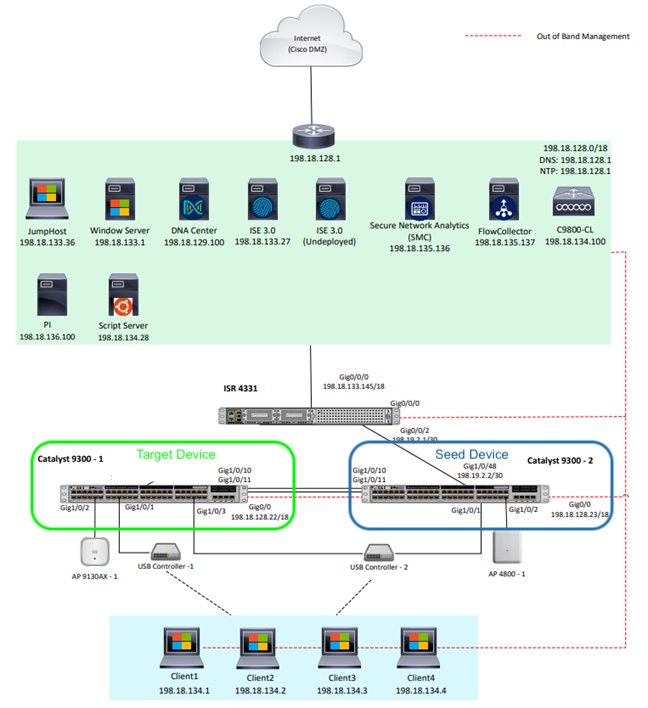 Internet
(Cisco DMZ)
Out of Band Management
198.18.128.1
198.18.128.0/18
DNS: 198.18.128.1
NTP: 198.18.128.1
JumpHost
198.18.133.36
Window Server
198.18.133.1
DNA Center
198.18.129.100
ISE 3.0
198.18.133.27
ISE 3.0
(Undeployed)
Secure Network Analytics
(SMC)
198.18.135.136
FlowCollector
198.18.135.137
C9800-CL
198.18.134.100
PI
198.18.136.100
Script Server
198.18.134.28
Gig0/0/0
198.18.133.145/18
ISR 4331
Gig0/0/0
Gig0/0/2
198.19.2.1/30
Target Device
Seed Device
Catalyst 9300 - 1
Gig1/0/10
Gig1/0/11
Gig1/0/10
Gig1/0/11
Gig1/0/48
198.19.2.2/30
Catalyst 9300 - 2
Gig1/0/2
Gig1/0/1
Gig1/0/3
Gig0/0
198.18.128.22/18
Gig1/0/1
Gig1/0/2
Gig0/0
198.18.128.23/18
AP 9130AX - 1
USB Controller -1
USB Controller - 2
AP 4800 - 1
Client1
198.18.134.1
Client2
198.18.134.2
Client3
198.18.134.3
Client4
198.18.134.4